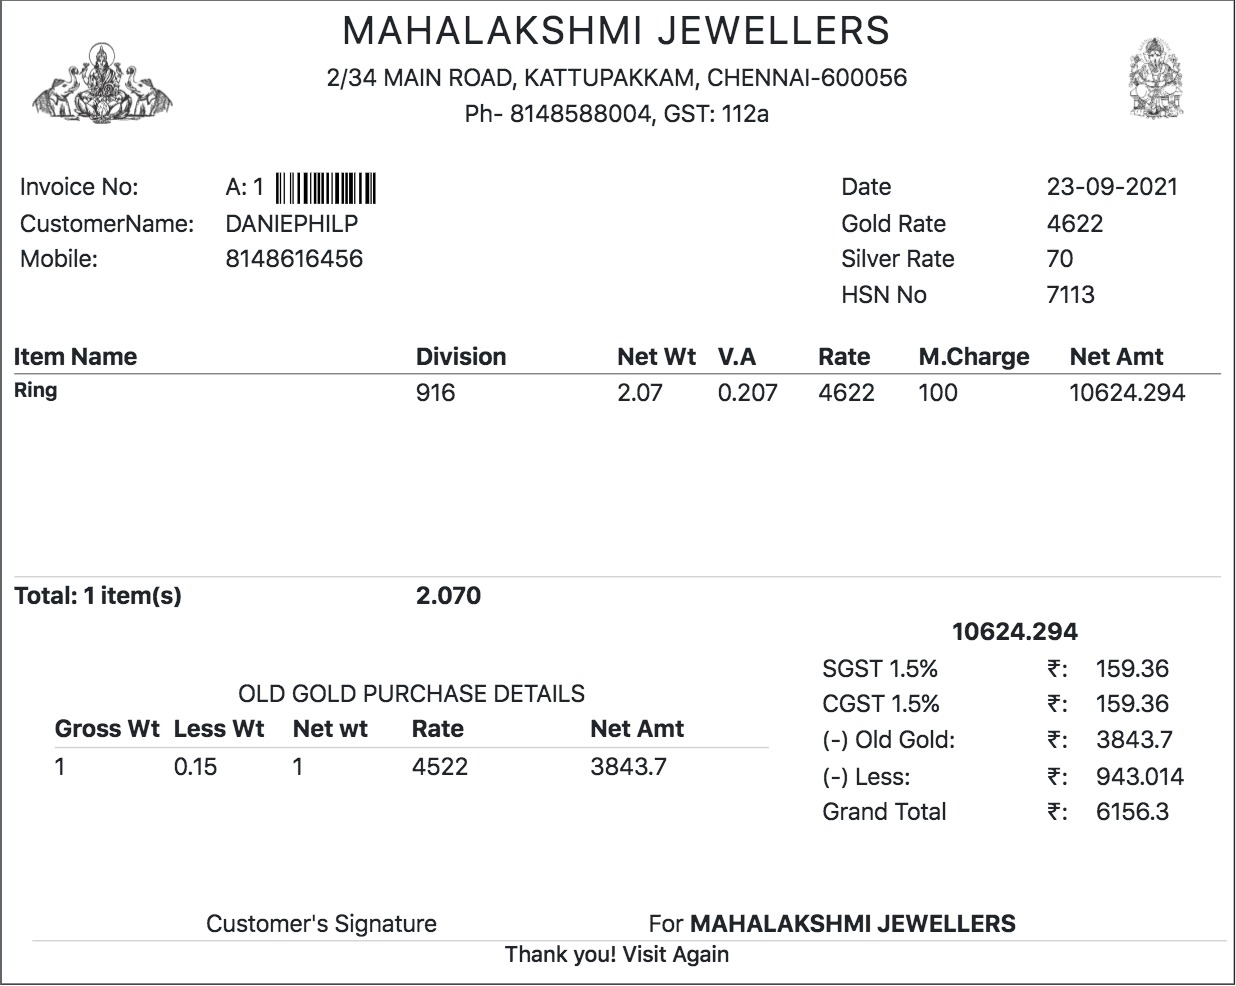 MAHALAKSHMI JEWELLERS
2/34 MAIN ROAD, KATTUPAKKAM, CHENNAI-600056
Ph- 8148588004, GST: 112a
Invoice No: A: 1 Date 23-09-2021
CustomerName: DANIEPHILP Gold Rate 4622
Mobile: 8148616456 Silver Rate 70
HSN No 7113
Item Name Division Net Wt V.A Rate M.Charge Net Amt
Ring 916 2.07 0.207 4622 100 10624.294
Total: 1 item(s) 2.070
10624.294
SGST 1.5% ₹: 159.36
OLD GOLD PURCHASE DETAILS
CGST 1.5% ₹: 159.36
Gross Wt Less Wt Net wt Rate Net Amt
(-) Old Gold: ₹: 3843.7
1 0.15 1 4522 3843.7
(-) Less: ₹: 943.014
Grand Total ₹: 6156.3
Customer's Signature For MAHALAKSHMI JEWELLERS
Thank you! Visit Again